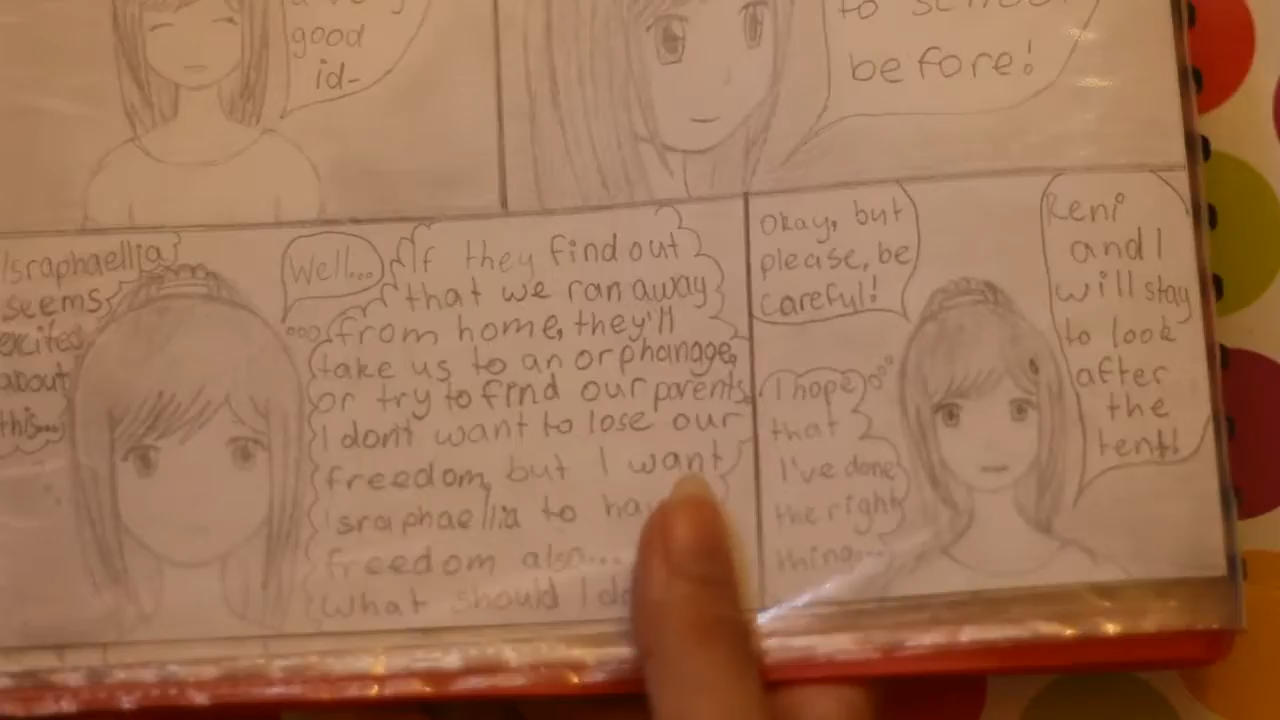 good
id-
to school
before!
Israphaellia
seems
excited
about
this...
Well...
If they find out
that we ran away
from home, they'll
take us to an orphanage,
or try to find our parents.
I don't want to lose our
freedom, but I want
Israphaellia to
freedom also...
What should I
Okay, but
please, be
careful!
I hope
that
I've done
the right
thing...
Reni
and I
will stay
to look
after
the
tent!